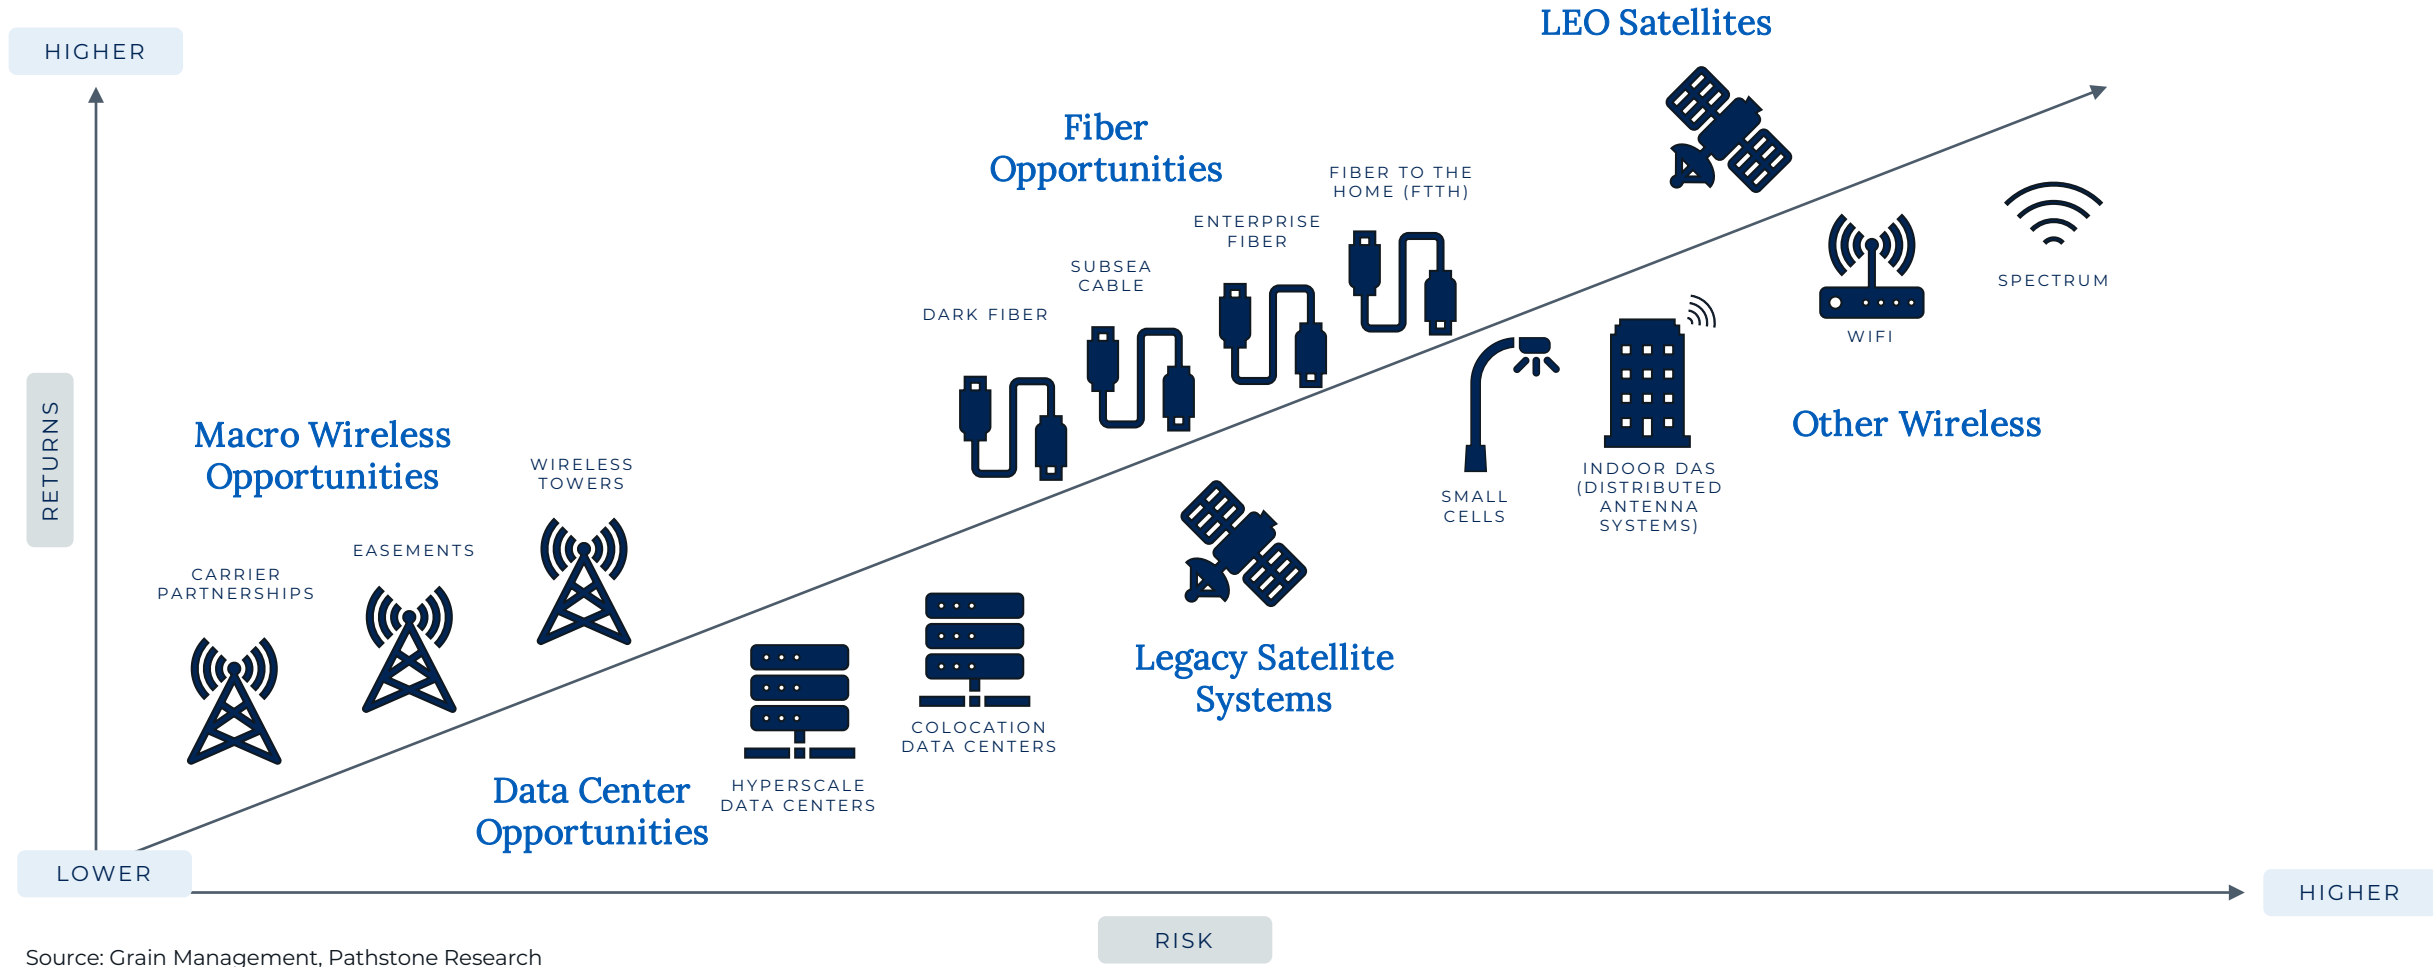 HIGHER
RETURNS
LOWER
Macro Wireless
Opportunities
CARRIER
PARTNERSHIPS
EASEMENTS
WIRELESS
TOWERS
Data Center
Opportunities
HYPERSCALE
DATA CENTERS
COLOCATION
DATA CENTERS
Fiber
Opportunities
DARK FIBER
SUBSEA
CABLE
ENTERPRISE
FIBER
FIBER TO THE
HOME (FTTH)
Legacy Satellite
Systems
LEO Satellites
SMALL
CELLS
INDOOR DAS
(DISTRIBUTED
ANTENNA
SYSTEMS)
WIFI
SPECTRUM
Other Wireless
HIGHER
RISK
Source: Grain Management, Pathstone Research